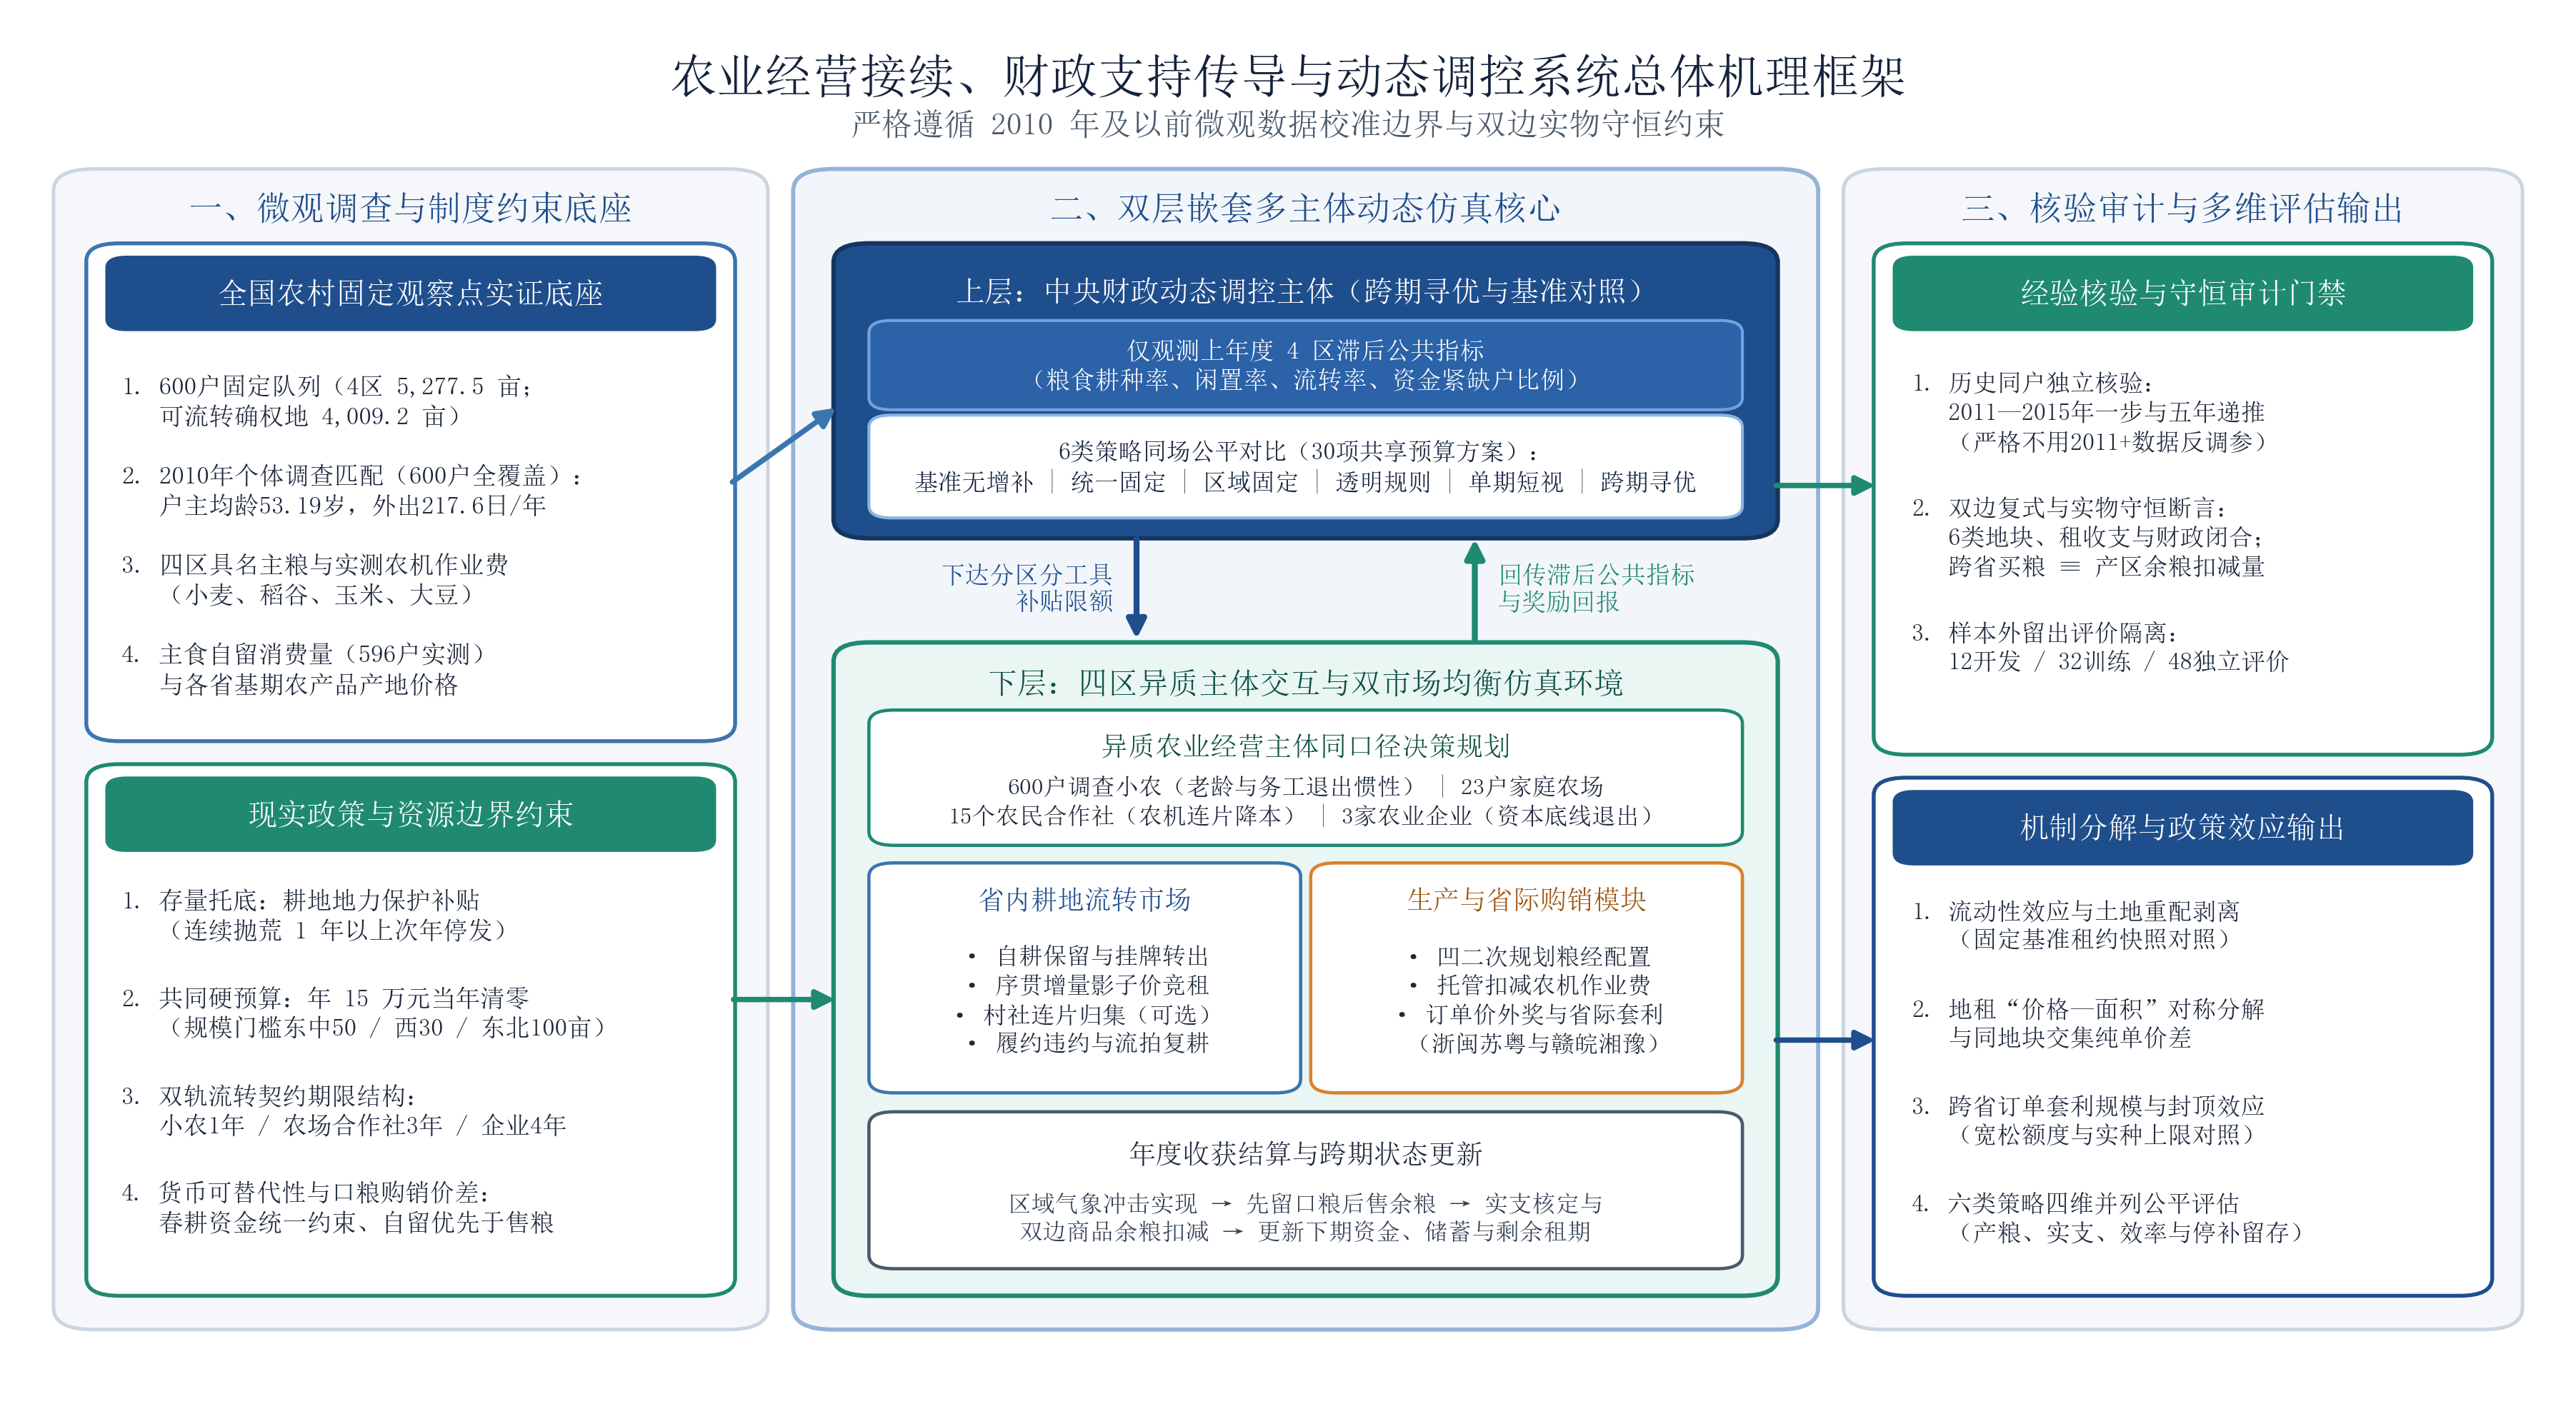 农业经营接续、财政支持传导与动态调控系统总体机理框架
严格遵循 2010 年及以前微观数据校准边界与双边实物守恒约束
一、微观调查与制度约束底座
全国农村固定观察点实证底座
1. 600户固定队列（4区 5,277.5 亩；
可流转确权地 4,009.2 亩）
2. 2010年个体调查匹配（600户全覆盖）：
户主均龄53.19岁，外出217.6日/年
3. 四区具名主粮与实测农机作业费
（小麦、稻谷、玉米、大豆）
4. 主食自留消费量（596户实测）
与各省基期农产品产地价格
现实政策与资源边界约束
1. 存量托底：耕地地力保护补贴
（连续抛荒 1 年以上次年停发）
2. 共同硬预算：年 15 万元当年清零
（规模门槛东中50 / 西30 / 东北100亩）
3. 双轨流转契约期限结构：
小农1年 / 农场合作社3年 / 企业4年
4. 货币可替代性与口粮购销价差：
春耕资金统一约束、自留优先于售粮
二、双层嵌套多主体动态仿真核心
上层：中央财政动态调控主体（跨期寻优与基准对照）
仅观测上年度 4 区滞后公共指标
（粮食耕种率、闲置率、流转率、资金紧缺户比例）
6类策略同场公平对比（30项共享预算方案）：
基准无增补 | 统一固定 | 区域固定 | 透明规则 | 单期短视 | 跨期寻优
下达分区分工具
补贴限额
回传滞后公共指标
与奖励回报
下层：四区异质主体交互与双市场均衡仿真环境
异质农业经营主体同口径决策规划
600户调查小农（老龄与务工退出惯性） | 23户家庭农场
15个农民合作社（农机连片降本） | 3家农业企业（资本底线退出）
省内耕地流转市场
• 自耕保留与挂牌转出
• 序贯增量影子价竞租
• 村社连片归集（可选）
• 履约违约与流拍复耕
生产与省际购销模块
• 凹二次规划粮经配置
• 托管扣减农机作业费
• 订单价外奖与省际套利
（浙闽苏粤与赣皖湘豫）
年度收获结算与跨期状态更新
区域气象冲击实现 → 先留口粮后售余粮 → 实支核定与
双边商品余粮扣减 → 更新下期资金、储蓄与剩余租期
三、核验审计与多维评估输出
经验核验与守恒审计门禁
1. 历史同户独立核验：
2011—2015年一步与五年递推
（严格不用2011+数据反调参）
2. 双边复式与实物守恒断言：
6类地块、租收支与财政闭合；
跨省买粮 ≡ 产区余粮扣减量
3. 样本外留出评价隔离：
12开发 / 32训练 / 48独立评价
机制分解与政策效应输出
1. 流动性效应与土地重配剥离
（固定基准租约快照对照）
2. 地租“价格—面积”对称分解
与同地块交集纯单价差
3. 跨省订单套利规模与封顶效应
（宽松额度与实种上限对照）
4. 六类策略四维并列公平评估
（产粮、实支、效率与停补留存）